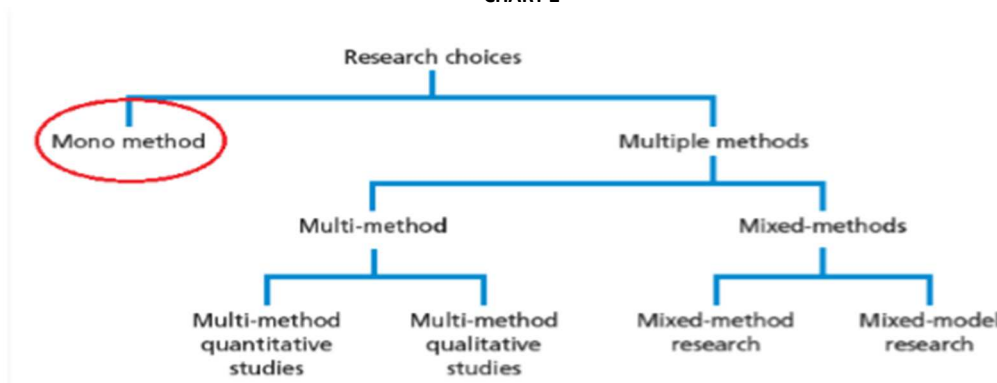 Research choices
Mono method
Multiple methods
Multi-method
Mixed-methods
Multi-method
quantitative
studies
Multi-method
qualitative
studies
Mixed-method
research
Mixed-model
research